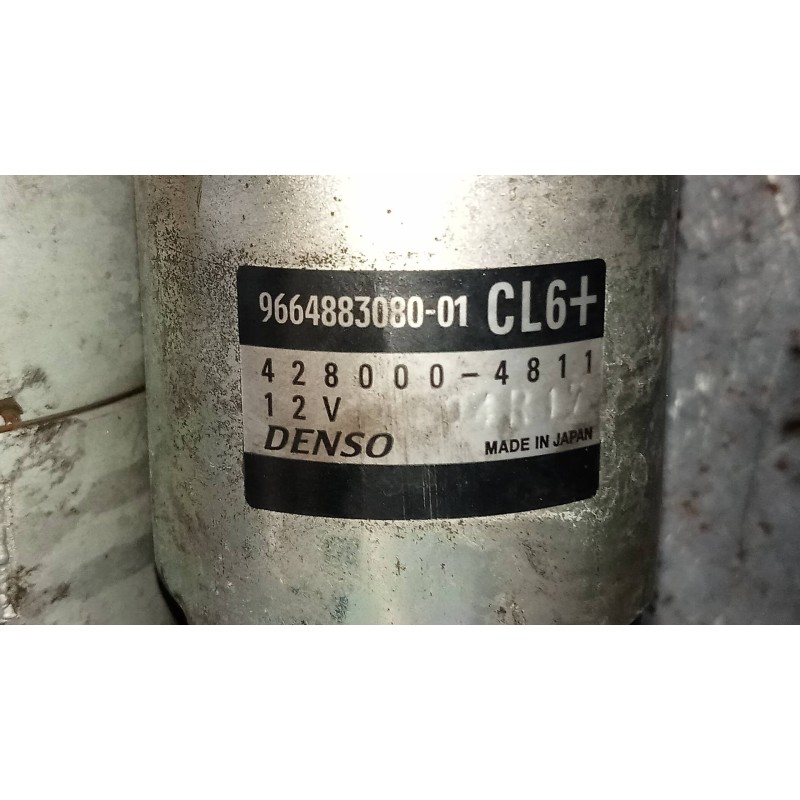 9664883080-01 CL6+
428000-4811
12V
DENSO MADE IN JAPAN